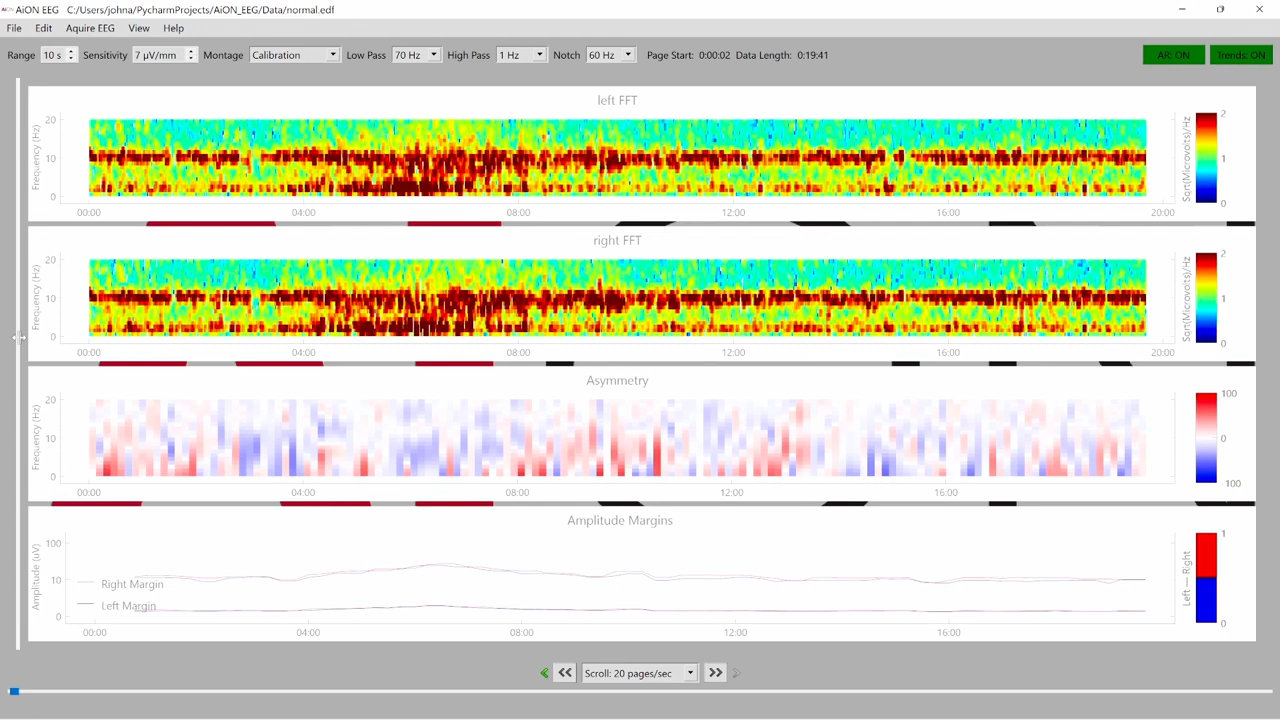 AiON EEG C:/Users/johna/PycharmProjects/AiON_EEG/Data/normal.edf
File Edit Aquire EEG View Help
Range 10 s Sensitivity 7 µV/mm Montage Calibration Low Pass 70 Hz High Pass 1 Hz Notch 60 Hz Page Start: 0:00:02 Data Length: 0:19:41 AR: ON Trends: ON
left FFT
Frequency (Hz)
20
10
0
00:00 04:00 08:00 12:00 16:00 20:00
Sqrt(Microvolts)/Hz
2
1
0
right FFT
Frequency (Hz)
20
10
0
00:00 04:00 08:00 12:00 16:00 20:00
Sqrt(Microvolts)/Hz
2
1
0
Asymmetry
Frequency (Hz)
20
10
0
00:00 04:00 08:00 12:00 16:00
100
0
100
Amplitude Margins
Amplitude (uV)
100
10
0
Right Margin
Left Margin
00:00 04:00 08:00 12:00 16:00
Left — Right
1
0
Scroll: 20 pages/sec